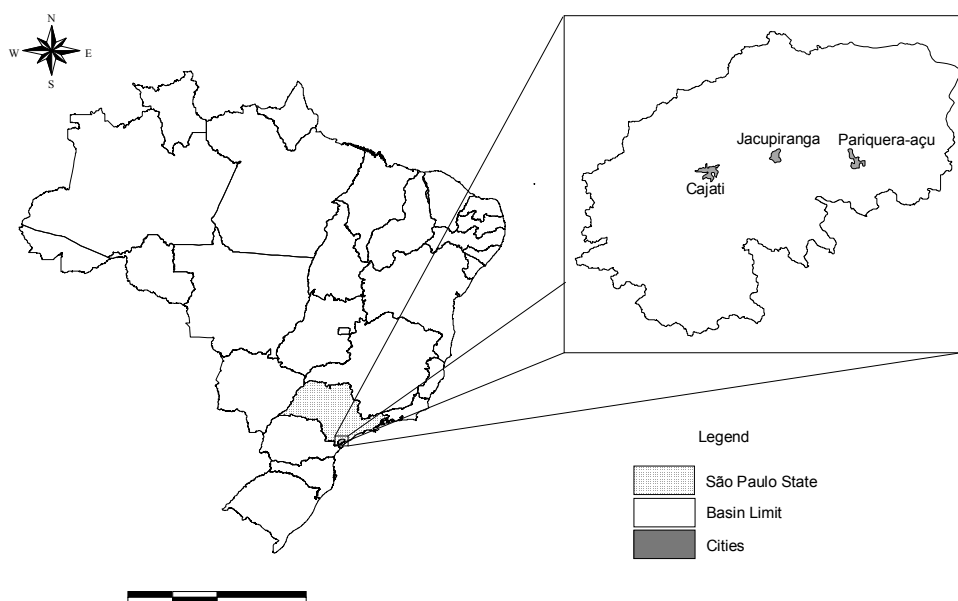 N
W E
S
Jacupiranga Pariquera-açu
Cajati
Legend
São Paulo State
Basin Limit
Cities